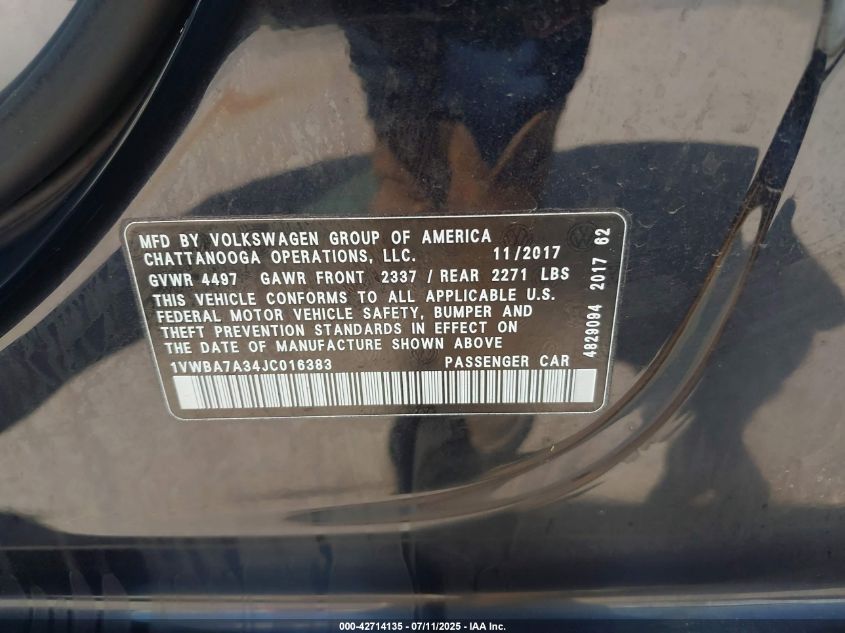 MFD BY VOLKSWAGEN GROUP OF AMERICA
CHATTANOOGA OPERATIONS, LLC. 11/2017
GVWR 4497 GAWR FRONT 2337 / REAR 2271 LBS
THIS VEHICLE CONFORMS TO ALL APPLICABLE U.S.
FEDERAL MOTOR VEHICLE SAFETY, BUMPER AND
THEFT PREVENTION STANDARDS IN EFFECT ON
THE DATE OF MANUFACTURE SHOWN ABOVE
1VWBA7A34JC016383 PASSENGER CAR
4829094 2017 62
000-42714135 - 07/11/2025 - IAA Inc.